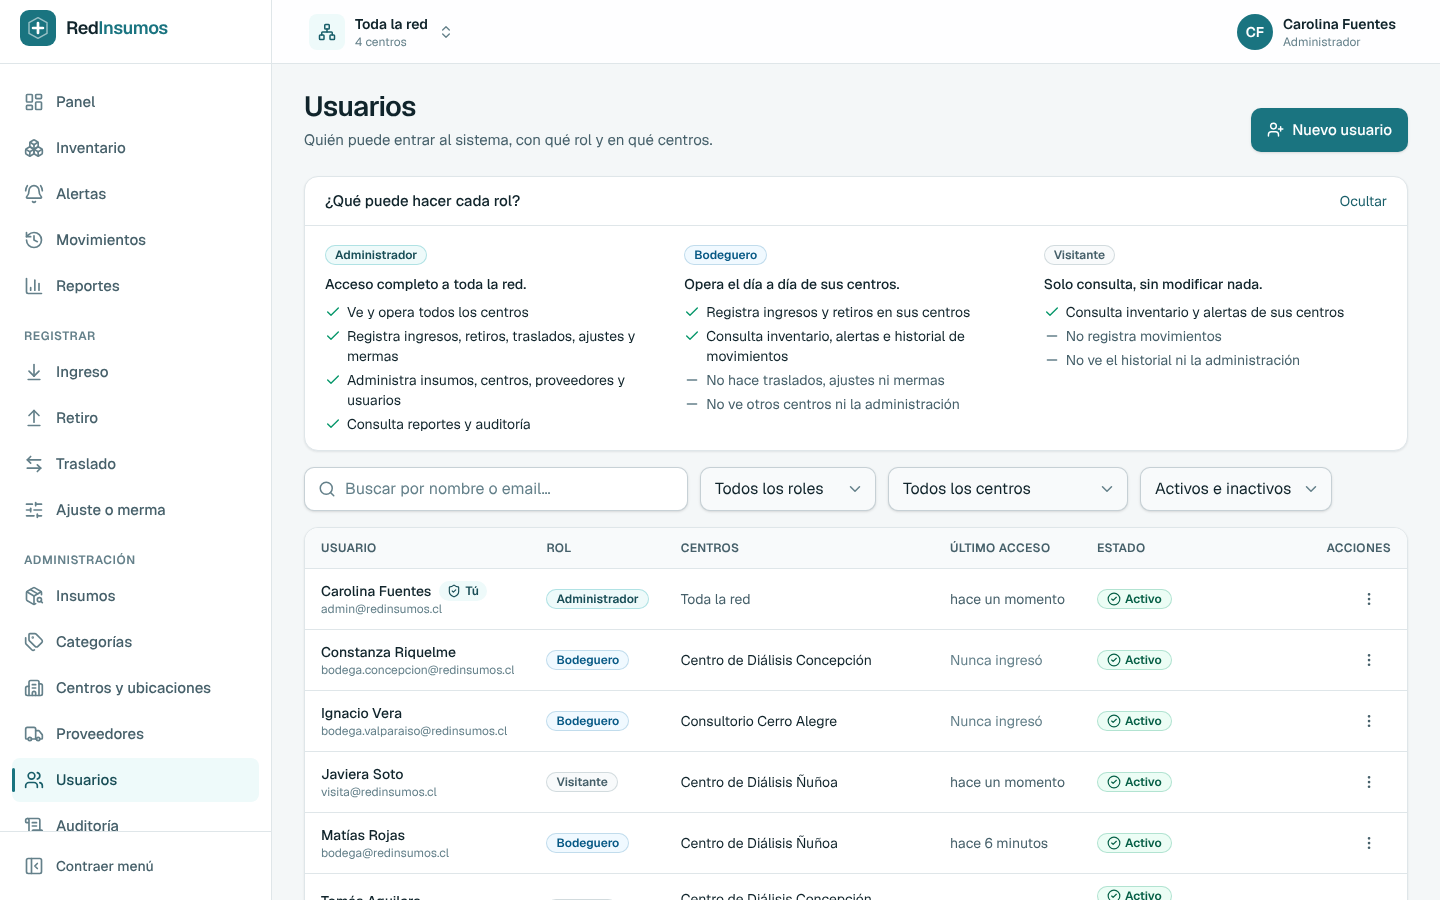 RedInsumos
Toda la red
4 centros
CF
Carolina Fuentes
Administrador
Panel
Inventario
Alertas
Movimientos
Reportes
REGISTRAR
Ingreso
Retiro
Traslado
Ajuste o merma
ADMINISTRACIÓN
Insumos
Categorías
Centros y ubicaciones
Proveedores
Usuarios
Auditoría
Contraer menú
Usuarios
Quién puede entrar al sistema, con qué rol y en qué centros.
Nuevo usuario
¿Qué puede hacer cada rol?
Ocultar
Administrador
Acceso completo a toda la red.
Ve y opera todos los centros
Registra ingresos, retiros, traslados, ajustes y
mermas
Administra insumos, centros, proveedores y
usuarios
Consulta reportes y auditoría
Bodeguero
Opera el día a día de sus centros.
Registra ingresos y retiros en sus centros
Consulta inventario, alertas e historial de
movimientos
No hace traslados, ajustes ni mermas
No ve otros centros ni la administración
Visitante
Solo consulta, sin modificar nada.
Consulta inventario y alertas de sus centros
No registra movimientos
No ve el historial ni la administración
Buscar por nombre o email...
Todos los roles
Todos los centros
Activos e inactivos
USUARIO ROL CENTROS ÚLTIMO ACCESO ESTADO ACCIONES
Carolina Fuentes Tú
admin@redinsumos.cl
Administrador Toda la red hace un momento Activo
Constanza Riquelme
bodega.concepcion@redinsumos.cl
Bodeguero Centro de Diálisis Concepción Nunca ingresó Activo
Ignacio Vera
bodega.valparaiso@redinsumos.cl
Bodeguero Consultorio Cerro Alegre Nunca ingresó Activo
Javiera Soto
visita@redinsumos.cl
Visitante Centro de Diálisis Ñuñoa hace un momento Activo
Matías Rojas
bodega@redinsumos.cl
Bodeguero Centro de Diálisis Ñuñoa hace 6 minutos Activo
Tomás Aguilera Centro de Diálisis Concepción Activo